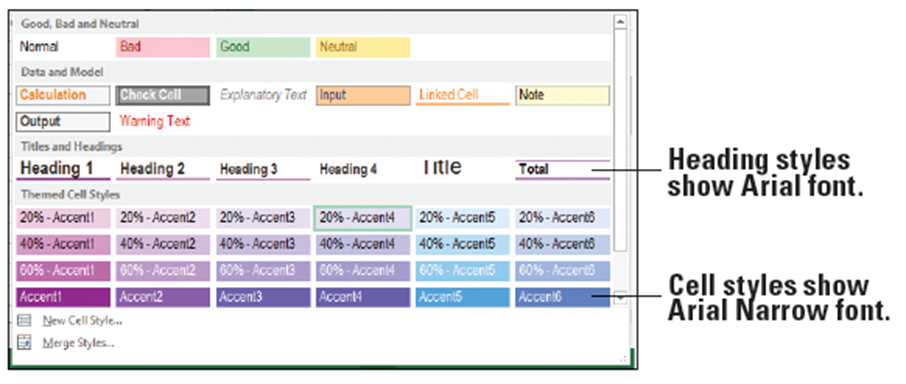 Good, Bad and Neutral
Normal Bad Good Neutral
Data and Model
Calculation Check Cell Explanatory Text Input Linked Cell Note
Output Warning Text
Titles and Headings
Heading 1 Heading 2 Heading 3 Heading 4 Title Total
Themed Cell Styles
20% - Accent1 20% - Accent2 20% - Accent3 20% - Accent4 20% - Accent5 20% - Accent6
40% - Accent1 40% - Accent2 40% - Accent3 40% - Accent4 40% - Accent5 40% - Accent6
60% - Accent1 60% - Accent2 60% - Accent3 60% - Accent4 60% - Accent5 60% - Accent6
Accent1 Accent2 Accent3 Accent4 Accent5 Accent6
New Cell Style...
Merge Styles...
Heading styles
show Arial font.
Cell styles show
Arial Narrow font.